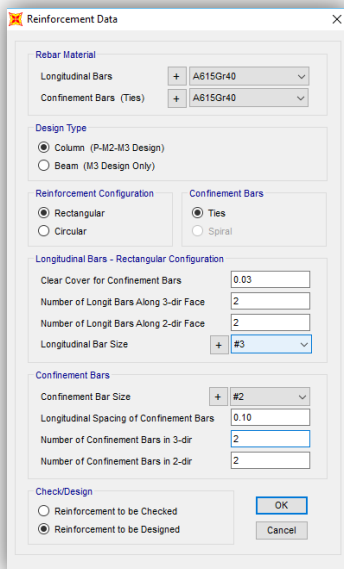 Reinforcement Data
Rebar Material
Longitudinal Bars + A615Gr40
Confinement Bars (Ties) + A615Gr40
Design Type
Column (P-M2-M3 Design)
Beam (M3 Design Only)
Reinforcement Configuration
Rectangular
Circular
Confinement Bars
Ties
Spiral
Longitudinal Bars - Rectangular Configuration
Clear Cover for Confinement Bars 0.03
Number of Longit Bars Along 3-dir Face 2
Number of Longit Bars Along 2-dir Face 2
Longitudinal Bar Size + #3
Confinement Bars
Confinement Bar Size + #2
Longitudinal Spacing of Confinement Bars 0.10
Number of Confinement Bars in 3-dir 2
Number of Confinement Bars in 2-dir 2
Check/Design
Reinforcement to be Checked
Reinforcement to be Designed
OK
Cancel